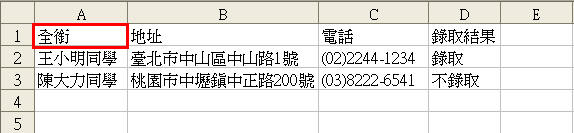 A B C D E
1 全銜 地址 電話 錄取結果
2 王小明同學 臺北市中山區中山路1號 (02)2244-1234 錄取
3 陳大力同學 桃園市中壢鎮中正路200號 (03)8222-6541 不錄取
4
5